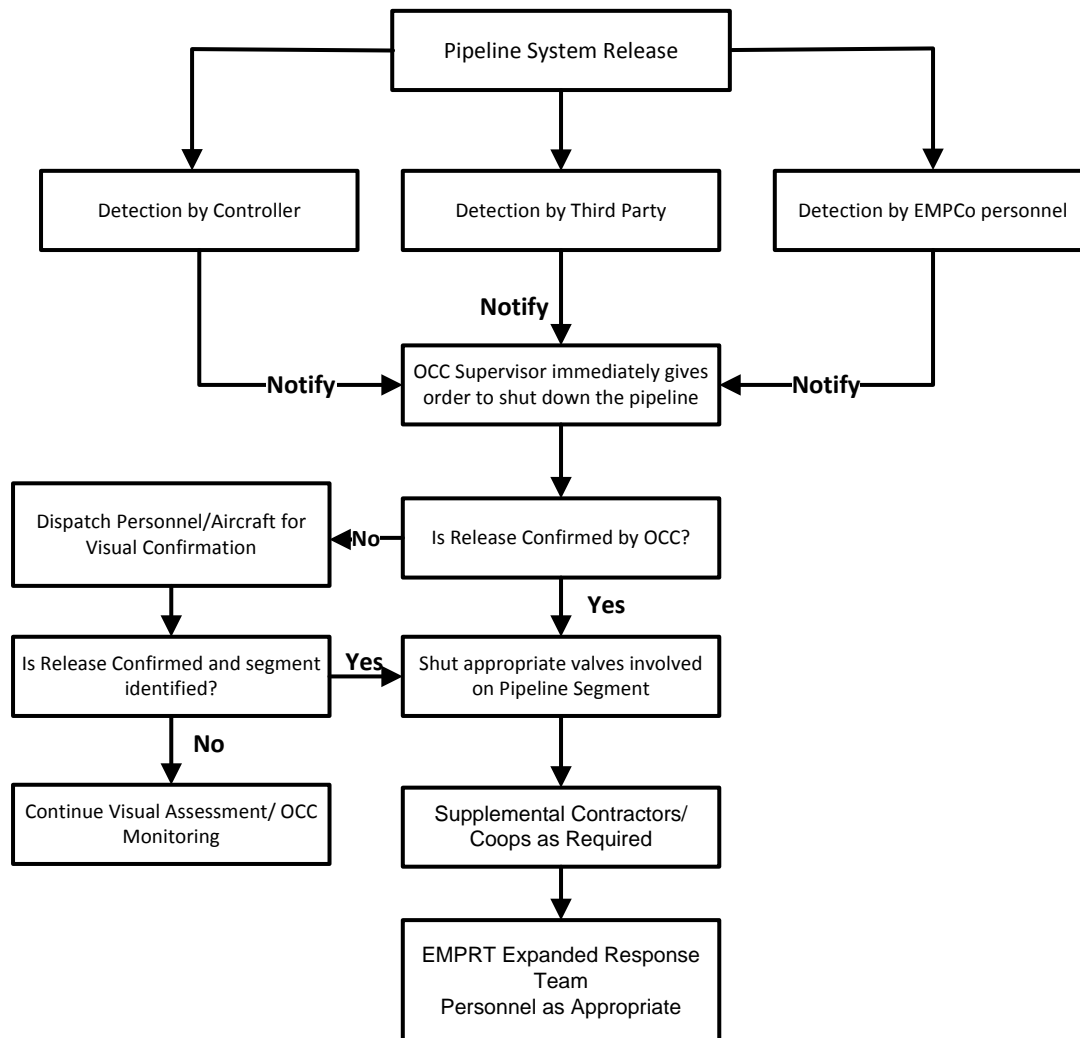 Pipeline System Release
Detection by Controller
Detection by Third Party
Detection by EMPCo personnel
Notify
Notify
Notify
OCC Supervisor immediately gives
order to shut down the pipeline
Dispatch Personnel/Aircraft for
Visual Confirmation
No
Is Release Confirmed by OCC?
Yes
Is Release Confirmed and segment
identified?
Yes
Shut appropriate valves involved
on Pipeline Segment
No
Continue Visual Assessment/ OCC
Monitoring
Supplemental Contractors/
Coops as Required
EMPRT Expanded Response
Team
Personnel as Appropriate